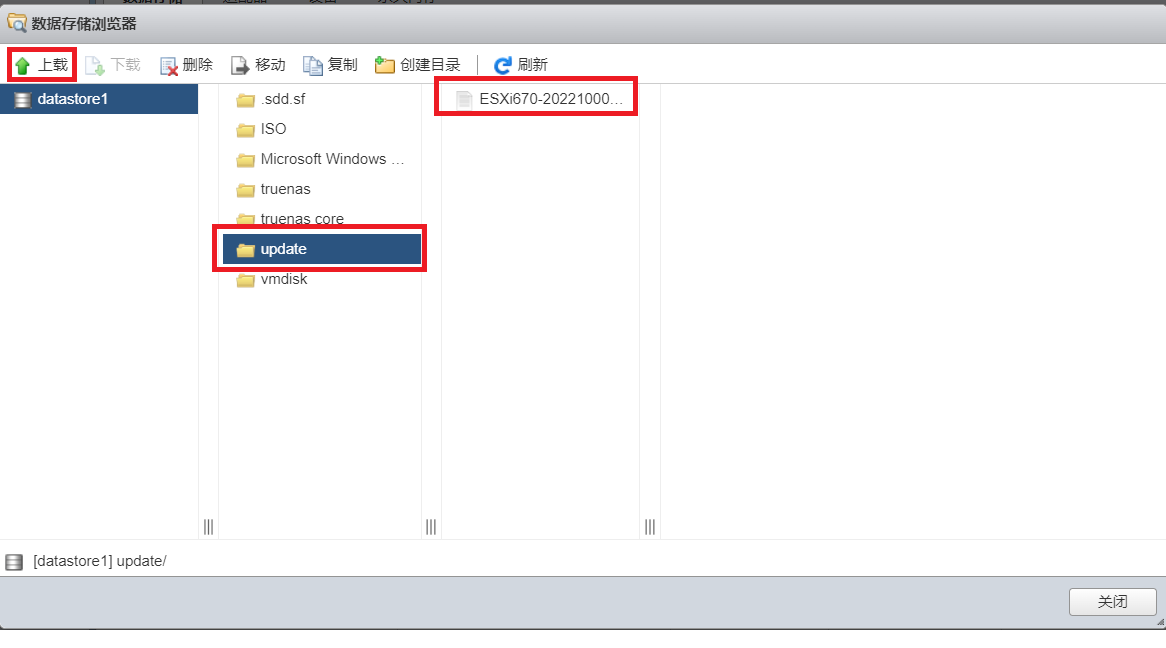 数据存储浏览器
上载 下载 删除 移动 复制 创建目录 刷新
datastore1
.sdd.sf
ISO
Microsoft Windows ...
truenas
truenas core
update
vmdisk
ESXi670-20221000...
[datastore1] update/
关闭